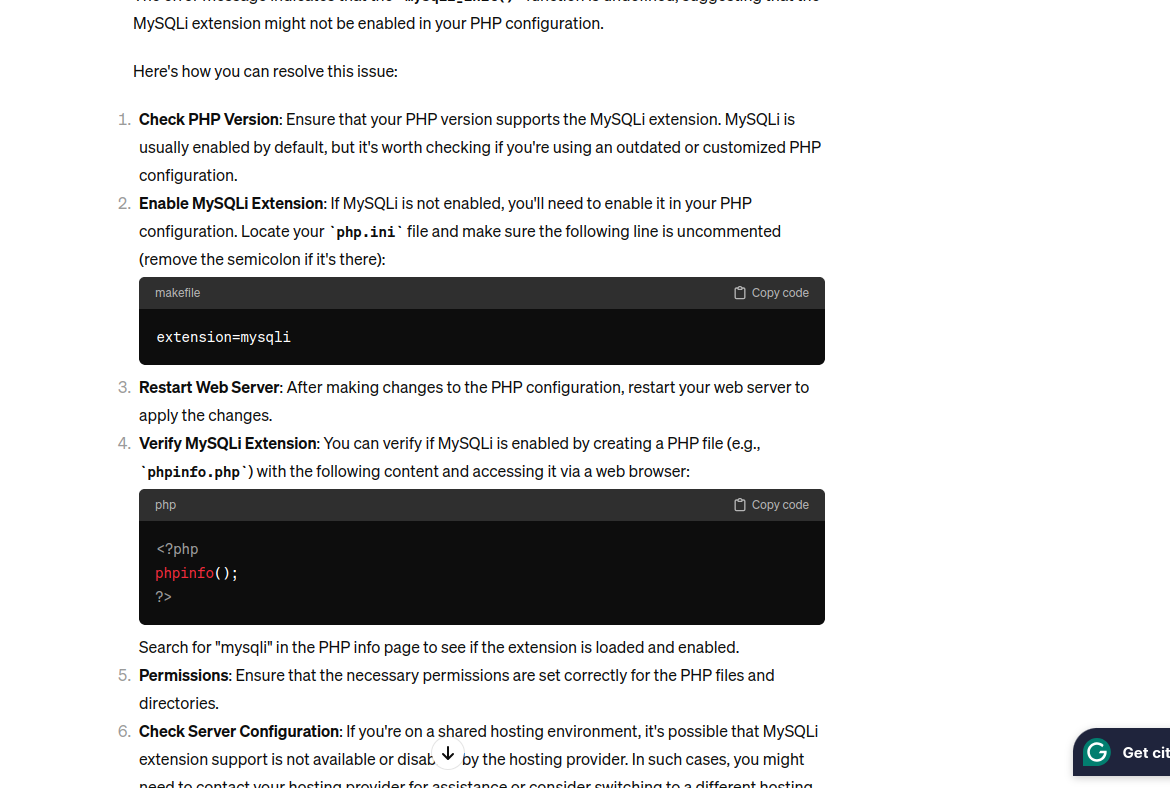 The error message indicates that the `mysqli_init()` function is undefined, suggesting that the
MySQLi extension might not be enabled in your PHP configuration.
Here's how you can resolve this issue:
1. Check PHP Version: Ensure that your PHP version supports the MySQLi extension. MySQLi is
usually enabled by default, but it's worth checking if you're using an outdated or customized PHP
configuration.
2. Enable MySQLi Extension: If MySQLi is not enabled, you'll need to enable it in your PHP
configuration. Locate your `php.ini` file and make sure the following line is uncommented
(remove the semicolon if it's there):
makefile
Copy code
extension=mysqli
3. Restart Web Server: After making changes to the PHP configuration, restart your web server to
apply the changes.
4. Verify MySQLi Extension: You can verify if MySQLi is enabled by creating a PHP file (e.g.,
`phpinfo.php`) with the following content and accessing it via a web browser:
php
Copy code
<?php
phpinfo();
?>
Search for "mysqli" in the PHP info page to see if the extension is loaded and enabled.
5. Permissions: Ensure that the necessary permissions are set correctly for the PHP files and
directories.
6. Check Server Configuration: If you're on a shared hosting environment, it's possible that MySQLi
extension support is not available or disab by the hosting provider. In such cases, you might
need to contact your hosting provider for assistance or consider switching to a different hosting
Get cit